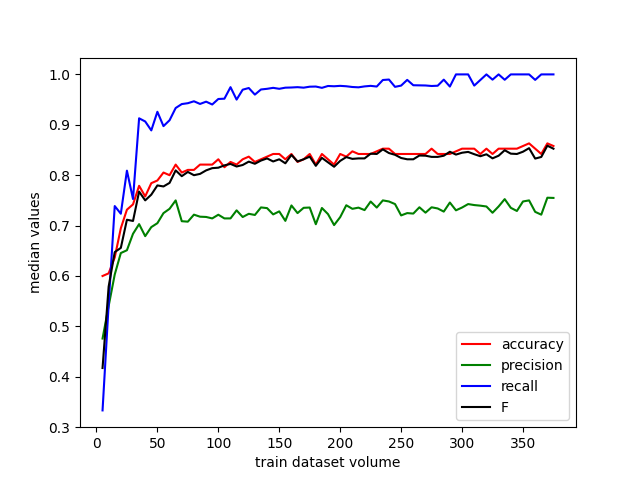 1.0
0.9
0.8
0.7
0.6
0.5
0.4
0.3
median values
0 50 100 150 200 250 300 350
train dataset volume
accuracy
precision
recall
F